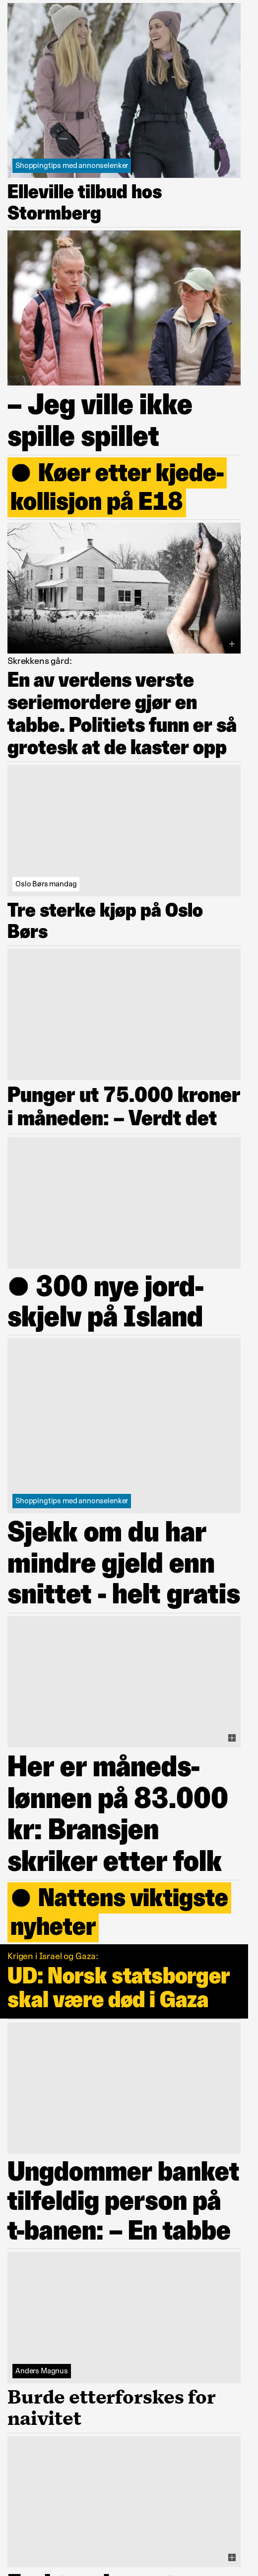 Shoppingtips med annonselenker
Elleville tilbud hos
Stormberg
– Jeg ville ikke
spille spillet
● Køer etter kjede-
kollisjon på E18
Skrekkens gård:
En av verdens verste
seriemordere gjør en
tabbe. Politiets funn er så
grotesk at de kaster opp
Oslo Børs mandag
Tre sterke kjøp på Oslo
Børs
Punger ut 75.000 kroner
i måneden: – Verdt det
● 300 nye jord-
skjelv på Island
Shoppingtips med annonselenker
Sjekk om du har
mindre gjeld enn
snittet - helt gratis
Her er måneds-
lønnen på 83.000
kr: Bransjen
skriker etter folk
● Nattens viktigste
nyheter
Krigen i Israel og Gaza:
UD: Norsk statsborger
skal være død i Gaza
Ungdommer banket
tilfeldig person på
t-banen: – En tabbe
Anders Magnus
Burde etterforskes for
naivitet